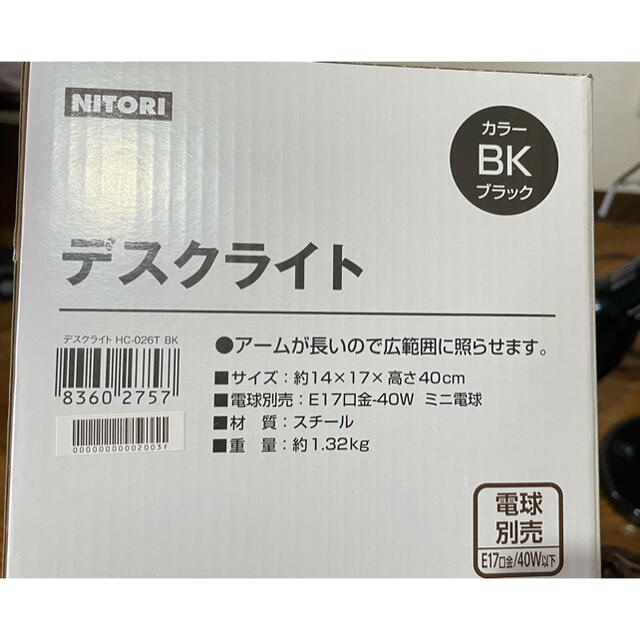 NITORI
カラー
BK
ブラック
デスクライト
デスクライト HC-026T BK
8360 2757
00000000002003F
●アームが長いので広範囲に照らせます。
■サイズ：約14×17×高さ40cm
■電球別売：E17口金-40W ミニ電球
■材 質：スチール
■重 量：約1.32kg
電球
別売
E17口金/40W以下